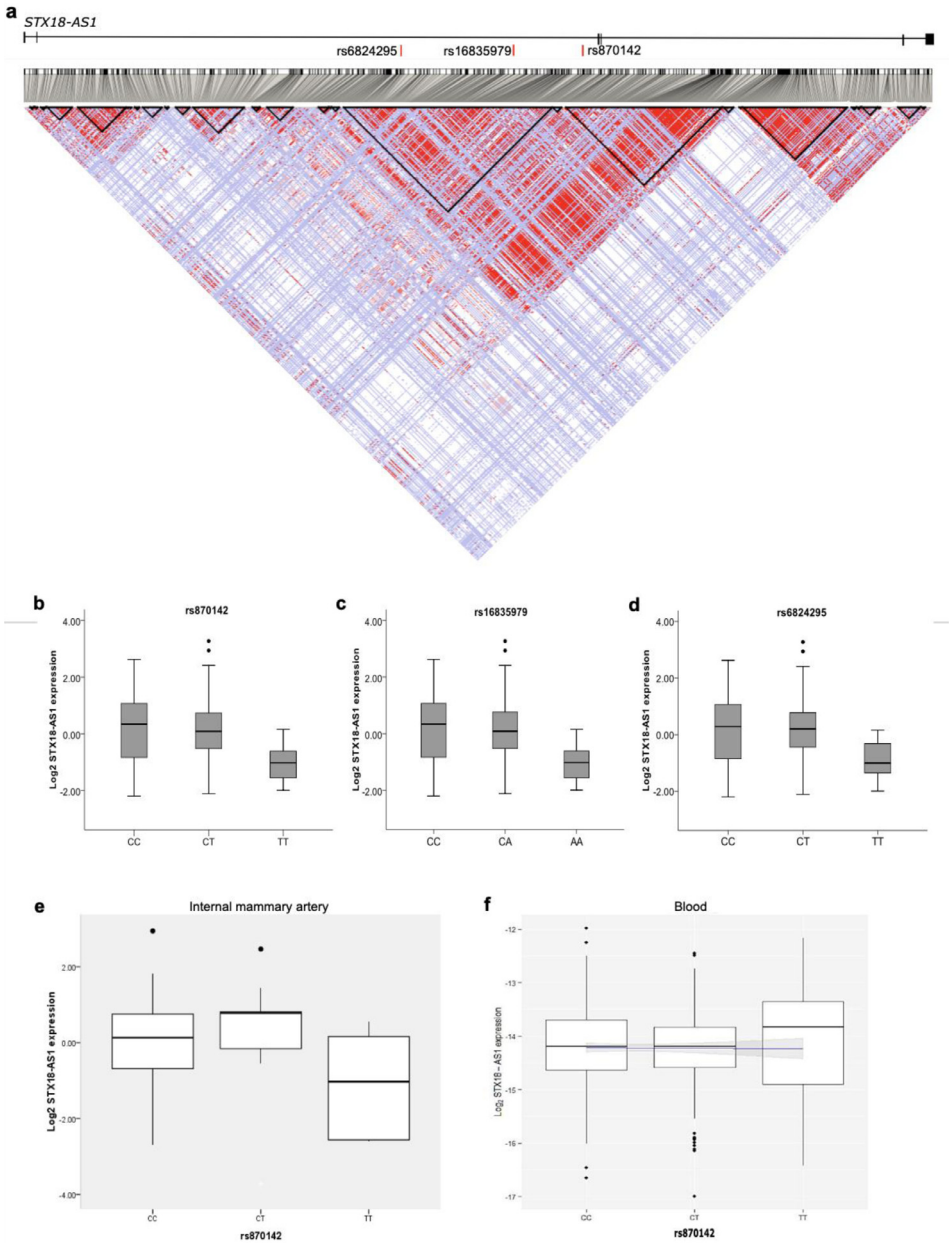 a
STX18-AS1
rs6824295 rs16835979 rs870142
b rs870142
Log2 STX18-AS1 expression
4.00
2.00
0.00
-2.00
CC CT TT
c rs16835979
Log2 STX18-AS1 expression
4.00
2.00
0.00
-2.00
CC CA AA
d rs6824295
Log2 STX18-AS1 expression
4.00
2.00
0.00
-2.00
CC CT TT
e Internal mammary artery
Log2 STX18-AS1 expression
2.00
0.00
-2.00
-4.00
CC CT TT
rs870142
f Blood
Log2 STX18 – AS1 expression
-12
-13
-14
-15
-16
-17
CC CT TT
rs870142